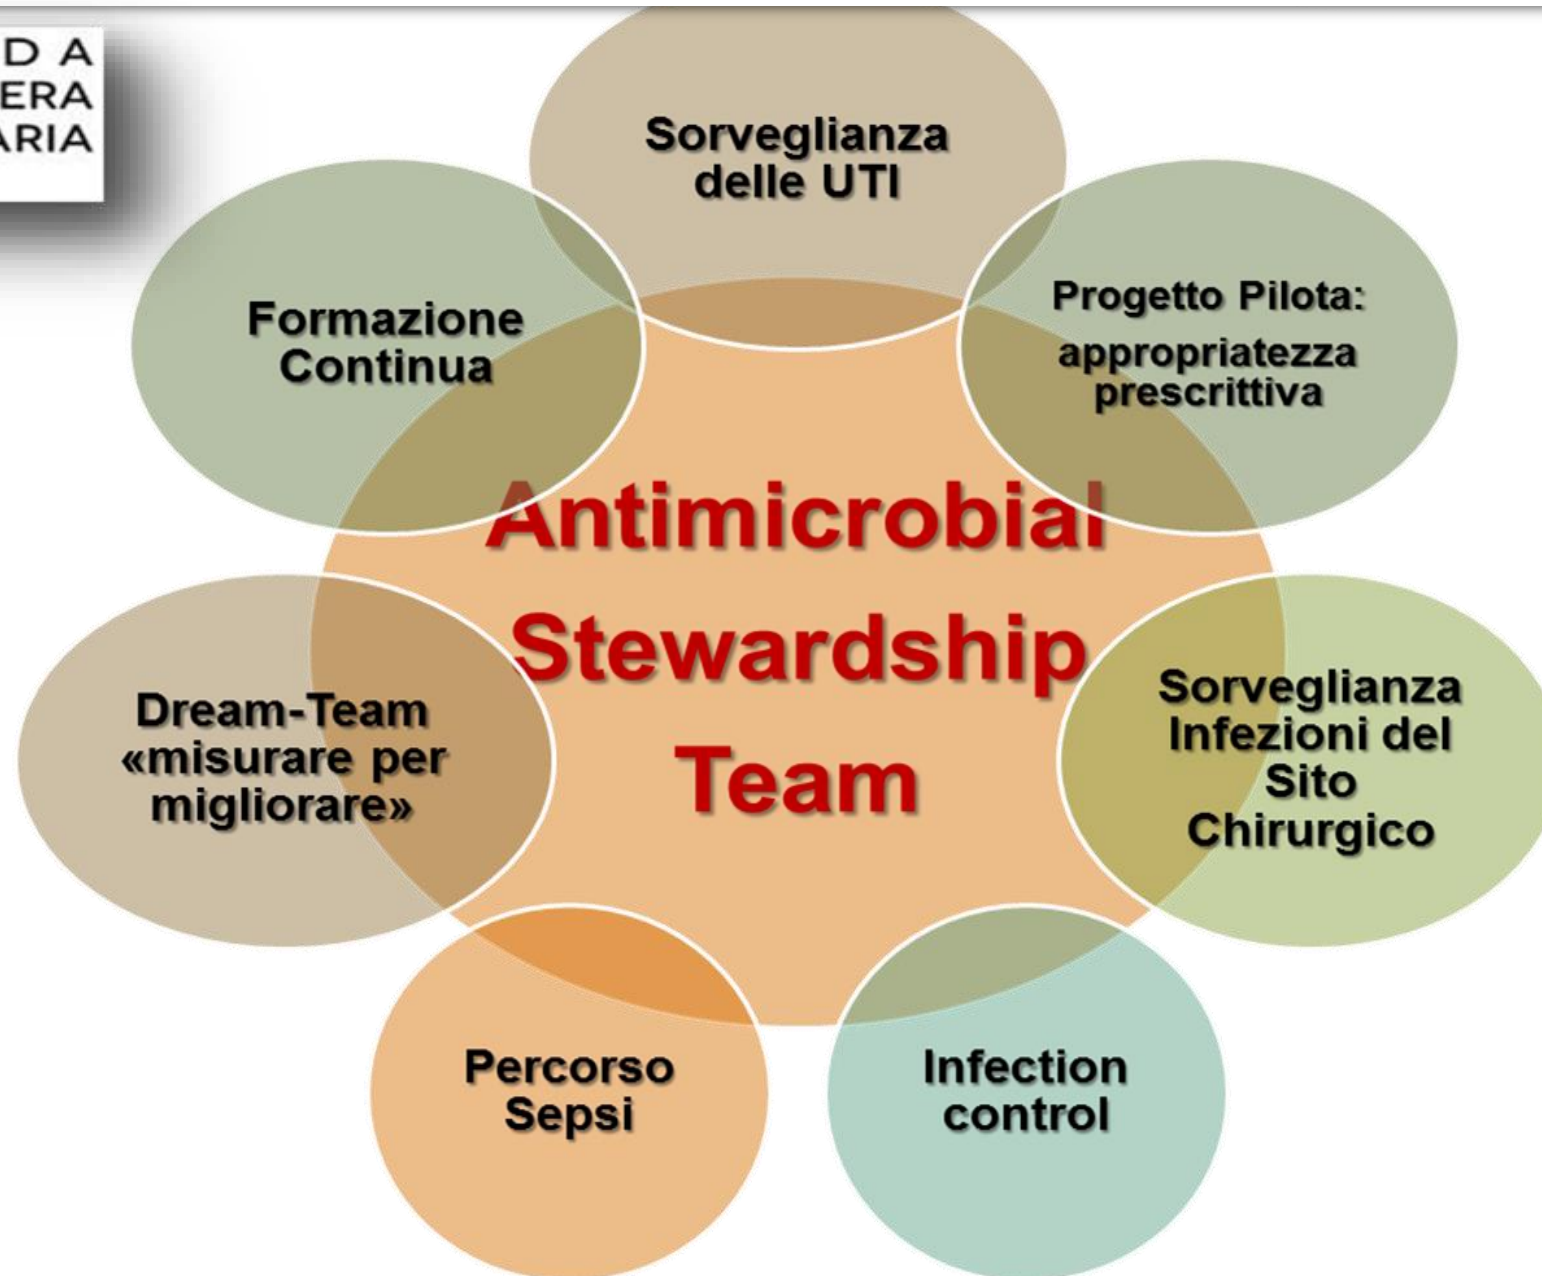 D A
ERA
ARIA
Sorveglianza
delle UTI
Formazione
Continua
Progetto Pilota:
appropriatezza
prescrittiva
Antimicrobial
Stewardship
Team
Dream-Team
«misurare per
migliorare»
Sorveglianza
Infezioni del
Sito
Chirurgico
Percorso
Sepsi
Infection
control